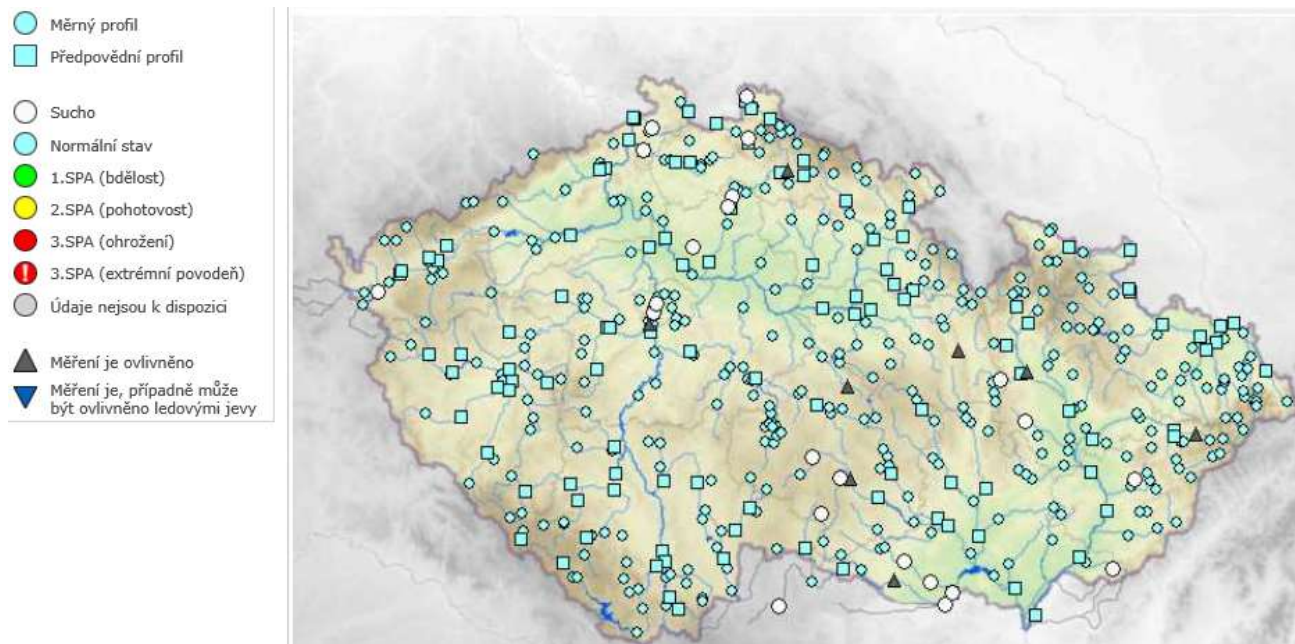 Měrný profil
Předpovědní profil
Sucho
Normální stav
1.SPA (bdělost)
2.SPA (pohotovost)
3.SPA (ohrožení)
3.SPA (extrémní povodeň)
Údaje nejsou k dispozici
Měření je ovlivněno
Měření je, případně může
být ovlivněno ledovými jevy